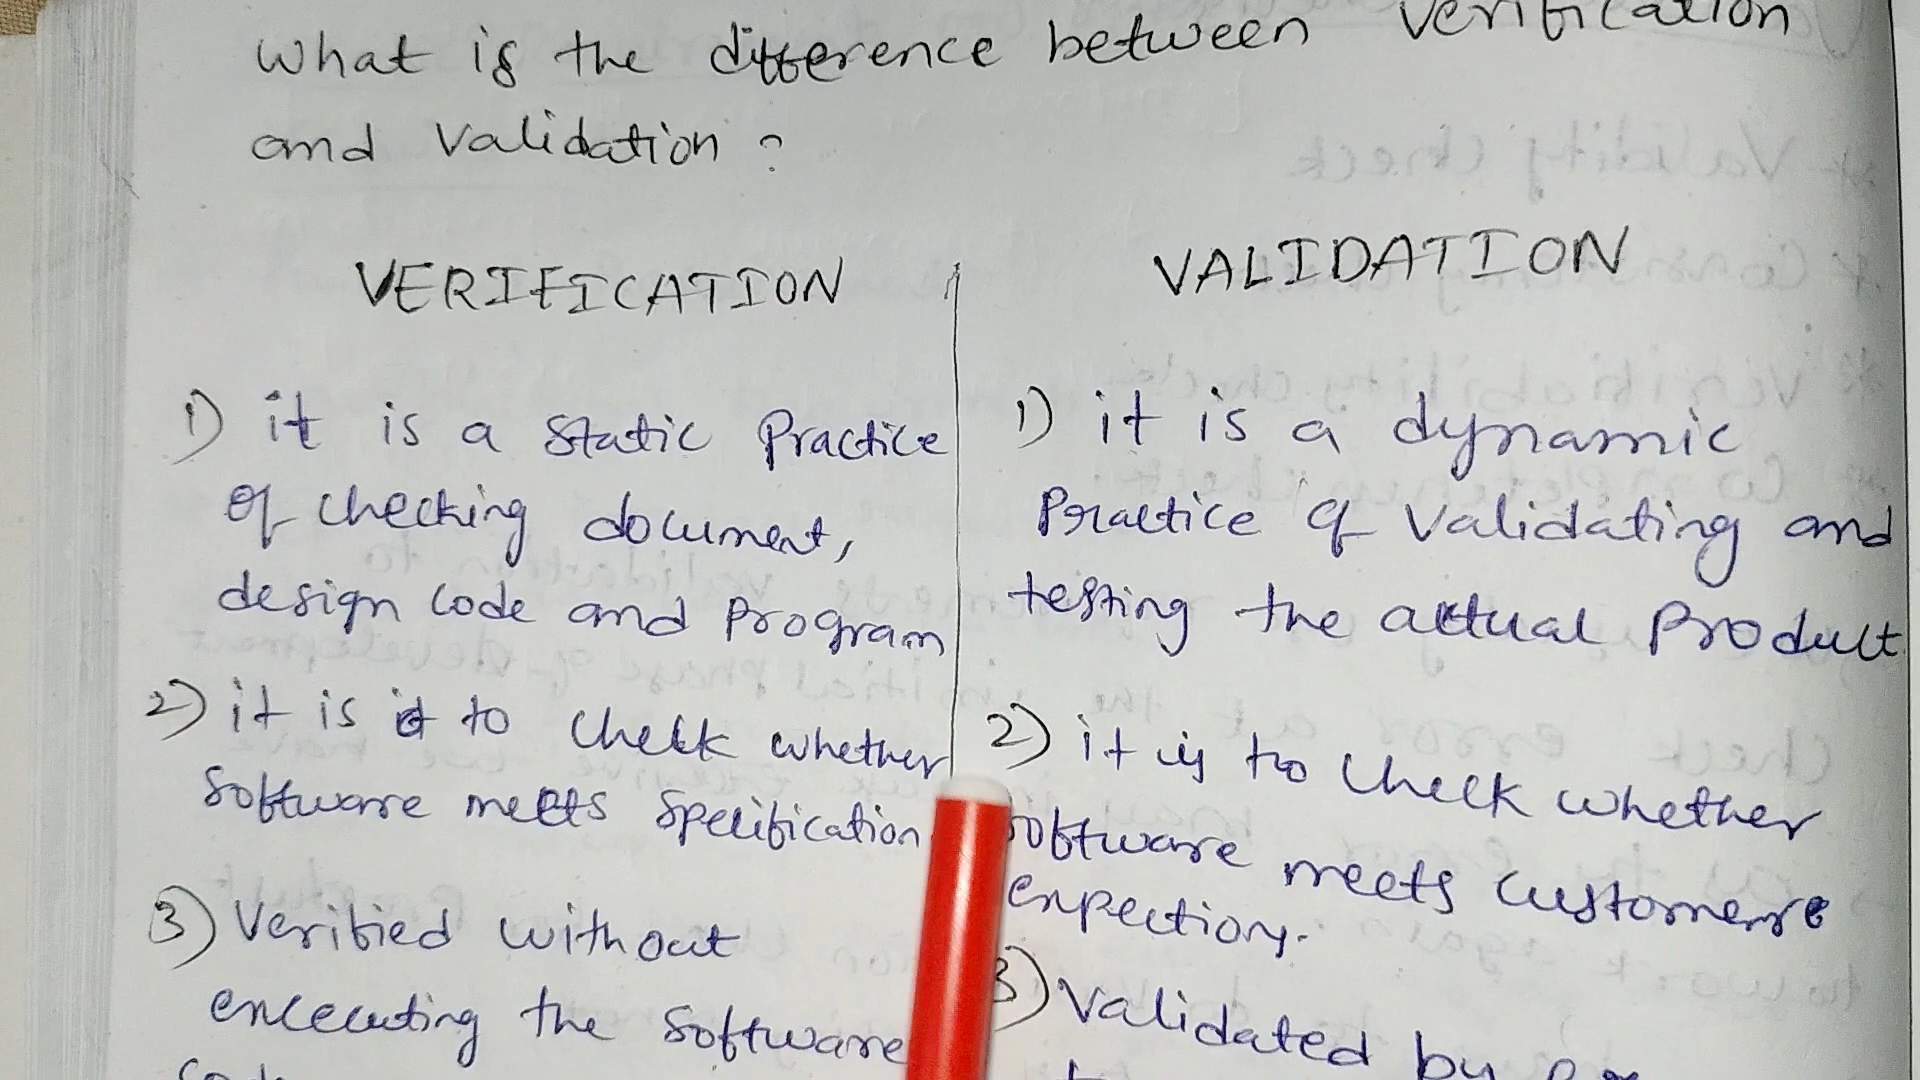 What is the difference between Verification
and Validation ?
VERIFICATION
1) it is a Static Practice
of checking document,
design code and Program
2) it is to check whether
Software meets Specification
3) Verified without
the Software
VALIDATION
1) it is a dynamic
Practice of Validating and
testing the actual Product
2) it is to check whether
Software meets customers
3) Validated by